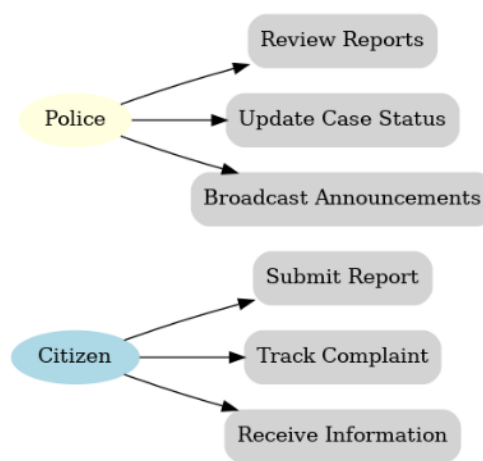 Review Reports
Police
Update Case Status
Broadcast Announcements
Submit Report
Citizen
Track Complaint
Receive Information